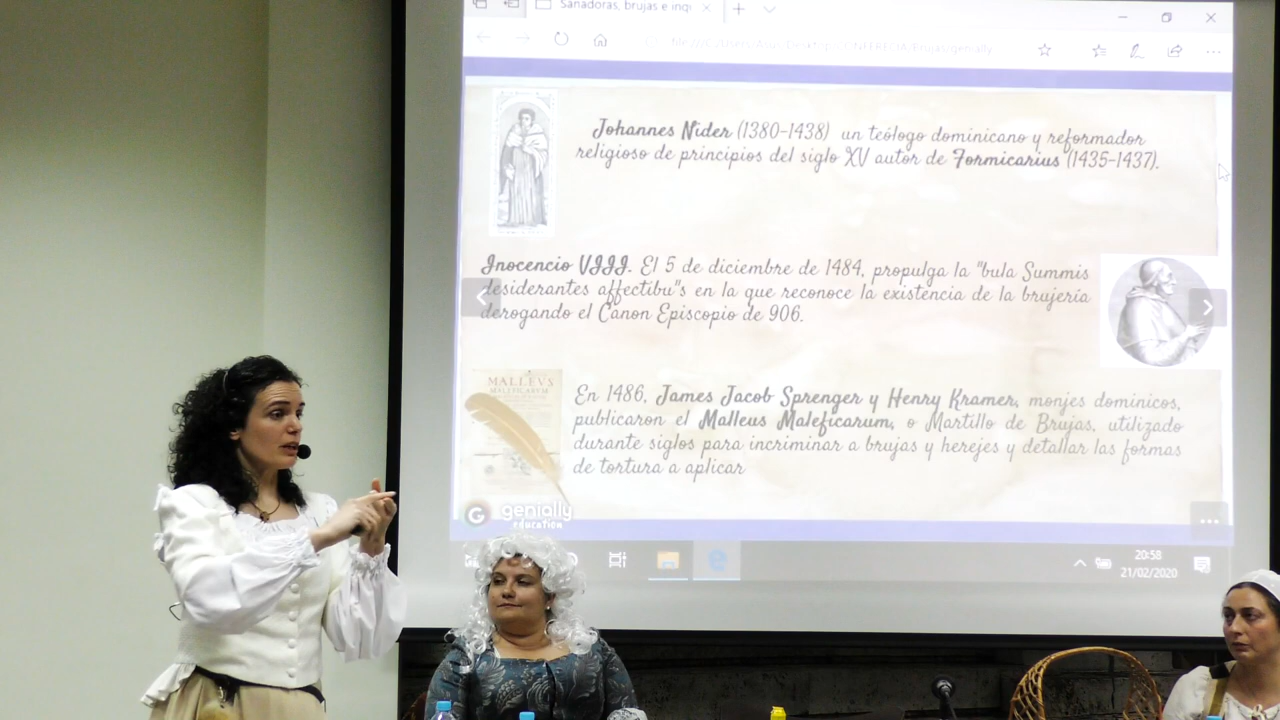 Sanadoras, brujas e inqi
Johannes Nider (1380-1438) un teólogo dominicano y reformador
religioso de principios del siglo XV autor de Formicarius (1435-1437).
Inocencio VIII. El 5 de diciembre de 1484, propulga la "bula Summis
desiderantes affectibu"s en la que reconoce la existencia de la brujería
derogando el Canon Episcopio de 906.
MALLEVS
MALEFICARVM
En 1486, James Jacob Sprenger y Henry Kramer, monjes dominicos,
publicaron el Malleus Maleficarum, o Martillo de Brujas, utilizado
durante siglos para incriminar a brujas y herejes y detallar las formas
de tortura a aplicar
genially
education
20:58
21/02/2020